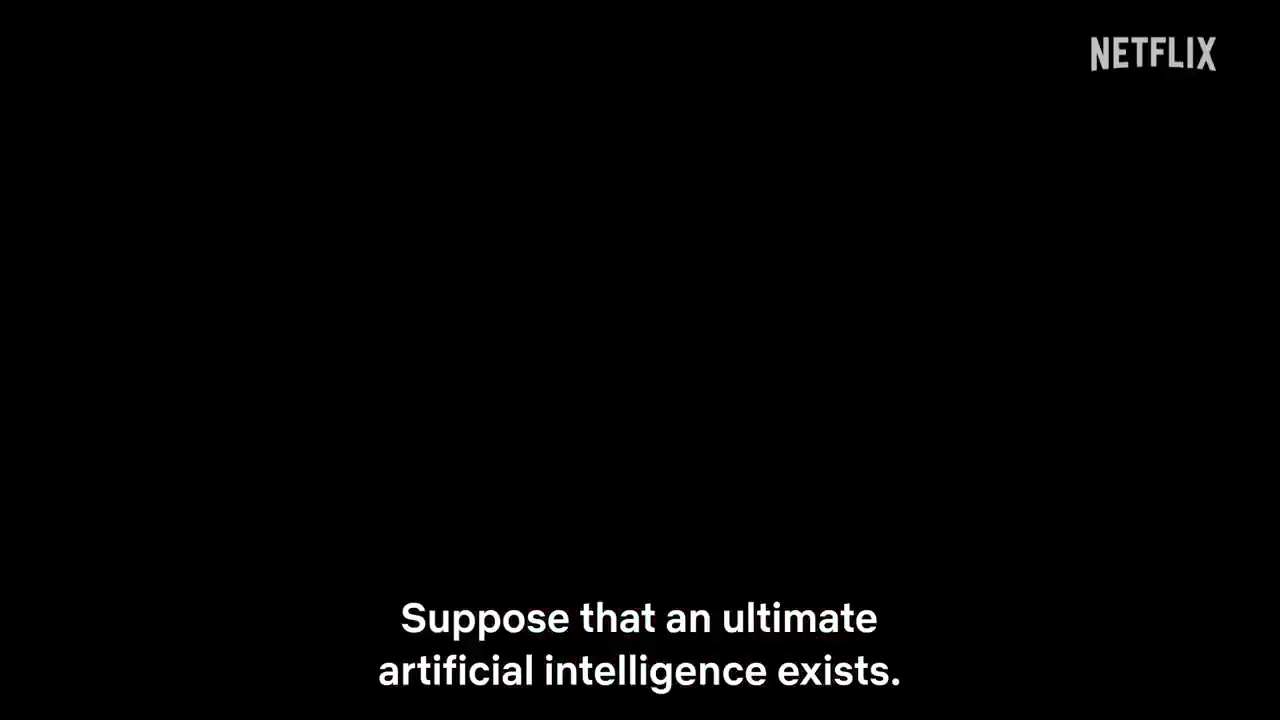 NETFLIX
Suppose that an ultimate
artificial intelligence exists.